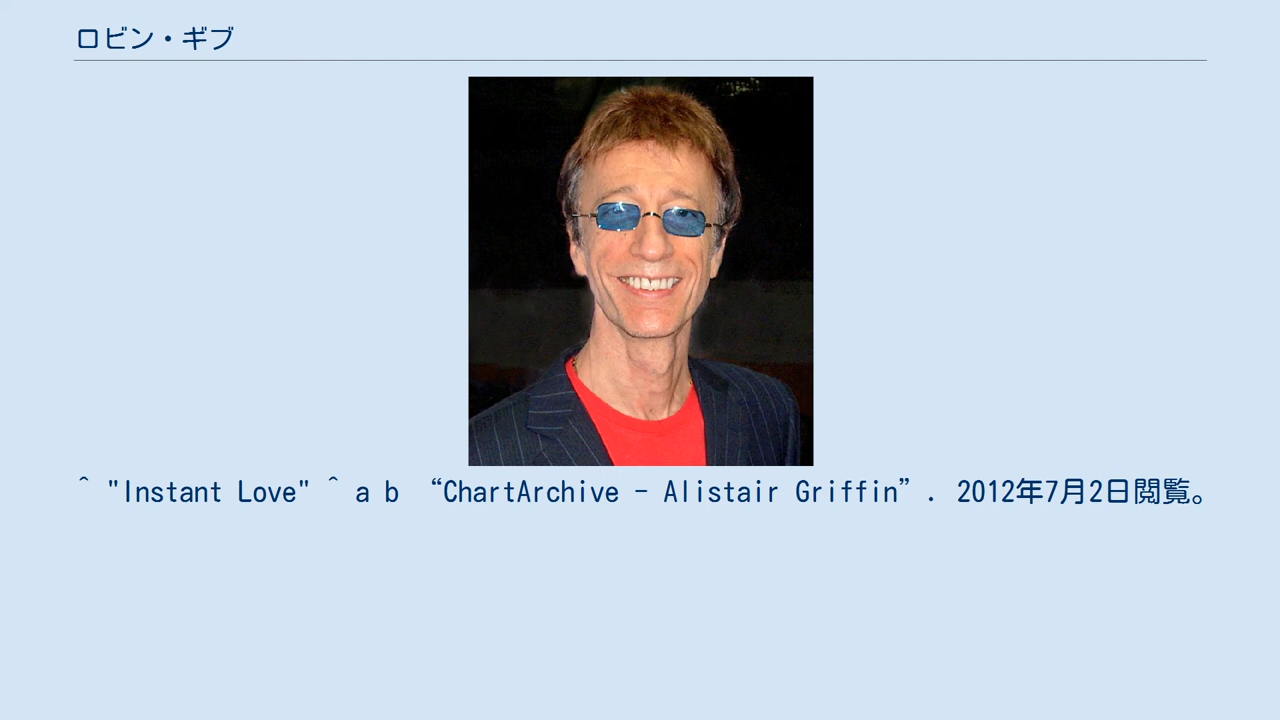 ロビン・ギブ
^ "Instant Love" ^ a b “ChartArchive - Alistair Griffin”. 2012年7月2日閲覧。